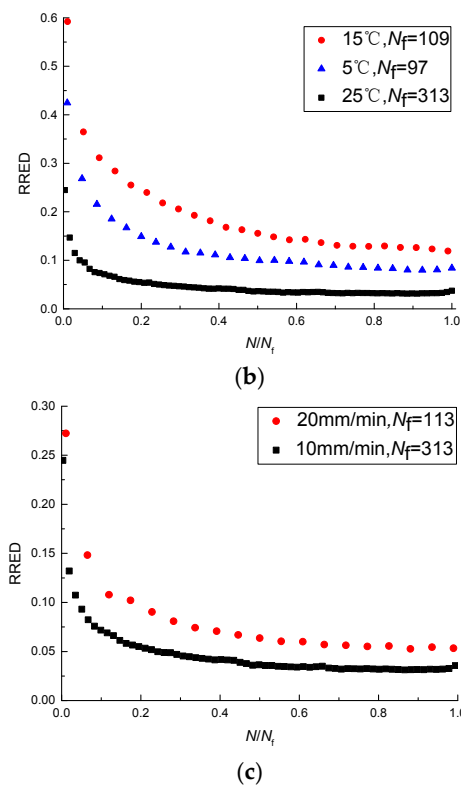 0.6
0.5
0.4
0.3
0.2
0.1
0.0
RRED
15℃,Nf=109
5℃,Nf=97
25℃,Nf=313
0.0 0.2 0.4 0.6 0.8 1.0
N/Nf
(b)
0.30
0.25
0.20
0.15
0.10
0.05
0.00
RRED
20mm/min,Nf=113
10mm/min,Nf=313
0.0 0.2 0.4 0.6 0.8 1.0
N/Nf
(c)